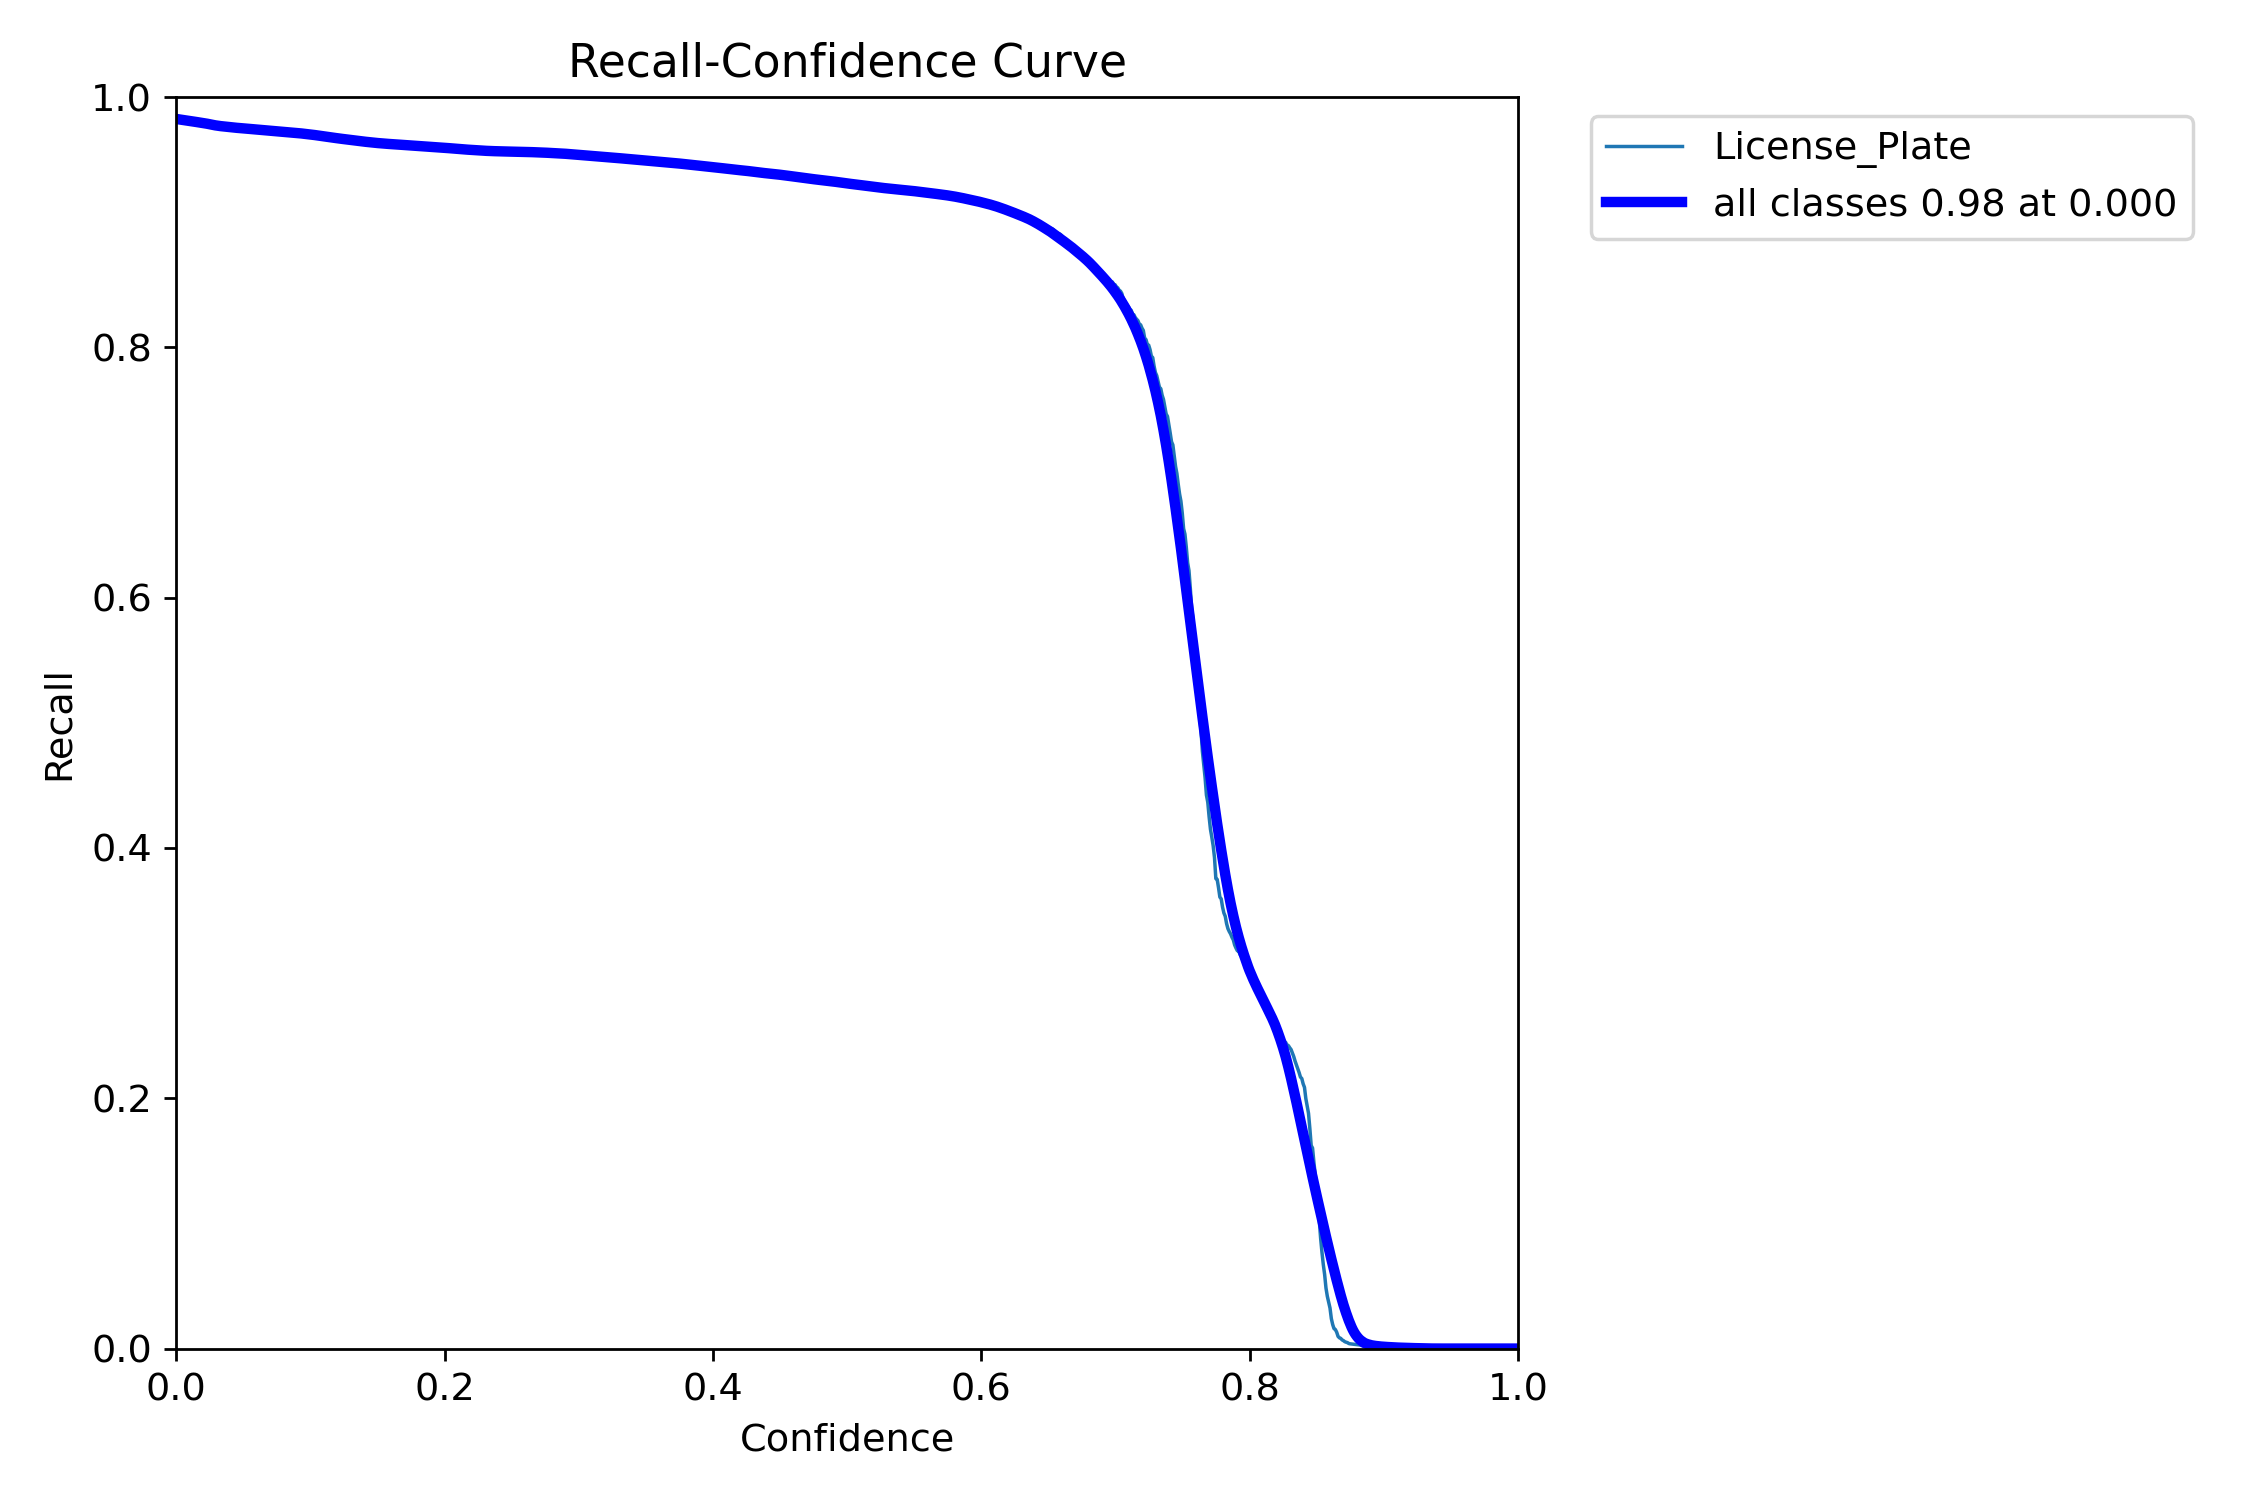 Recall-Confidence Curve
License_Plate
all classes 0.98 at 0.000
1.0
0.8
0.6
0.4
0.2
0.0
Recall
0.0 0.2 0.4 0.6 0.8 1.0
Confidence